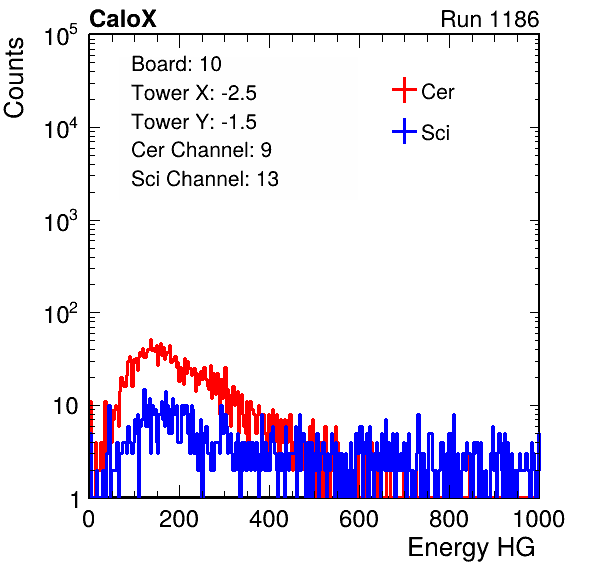 CaloX Run 1186
Counts
10^5
10^4
10^3
10^2
10
1
Board: 10
Tower X: -2.5
Tower Y: -1.5
Cer Channel: 9
Sci Channel: 13
Cer
Sci
0 200 400 600 800 1000
Energy HG